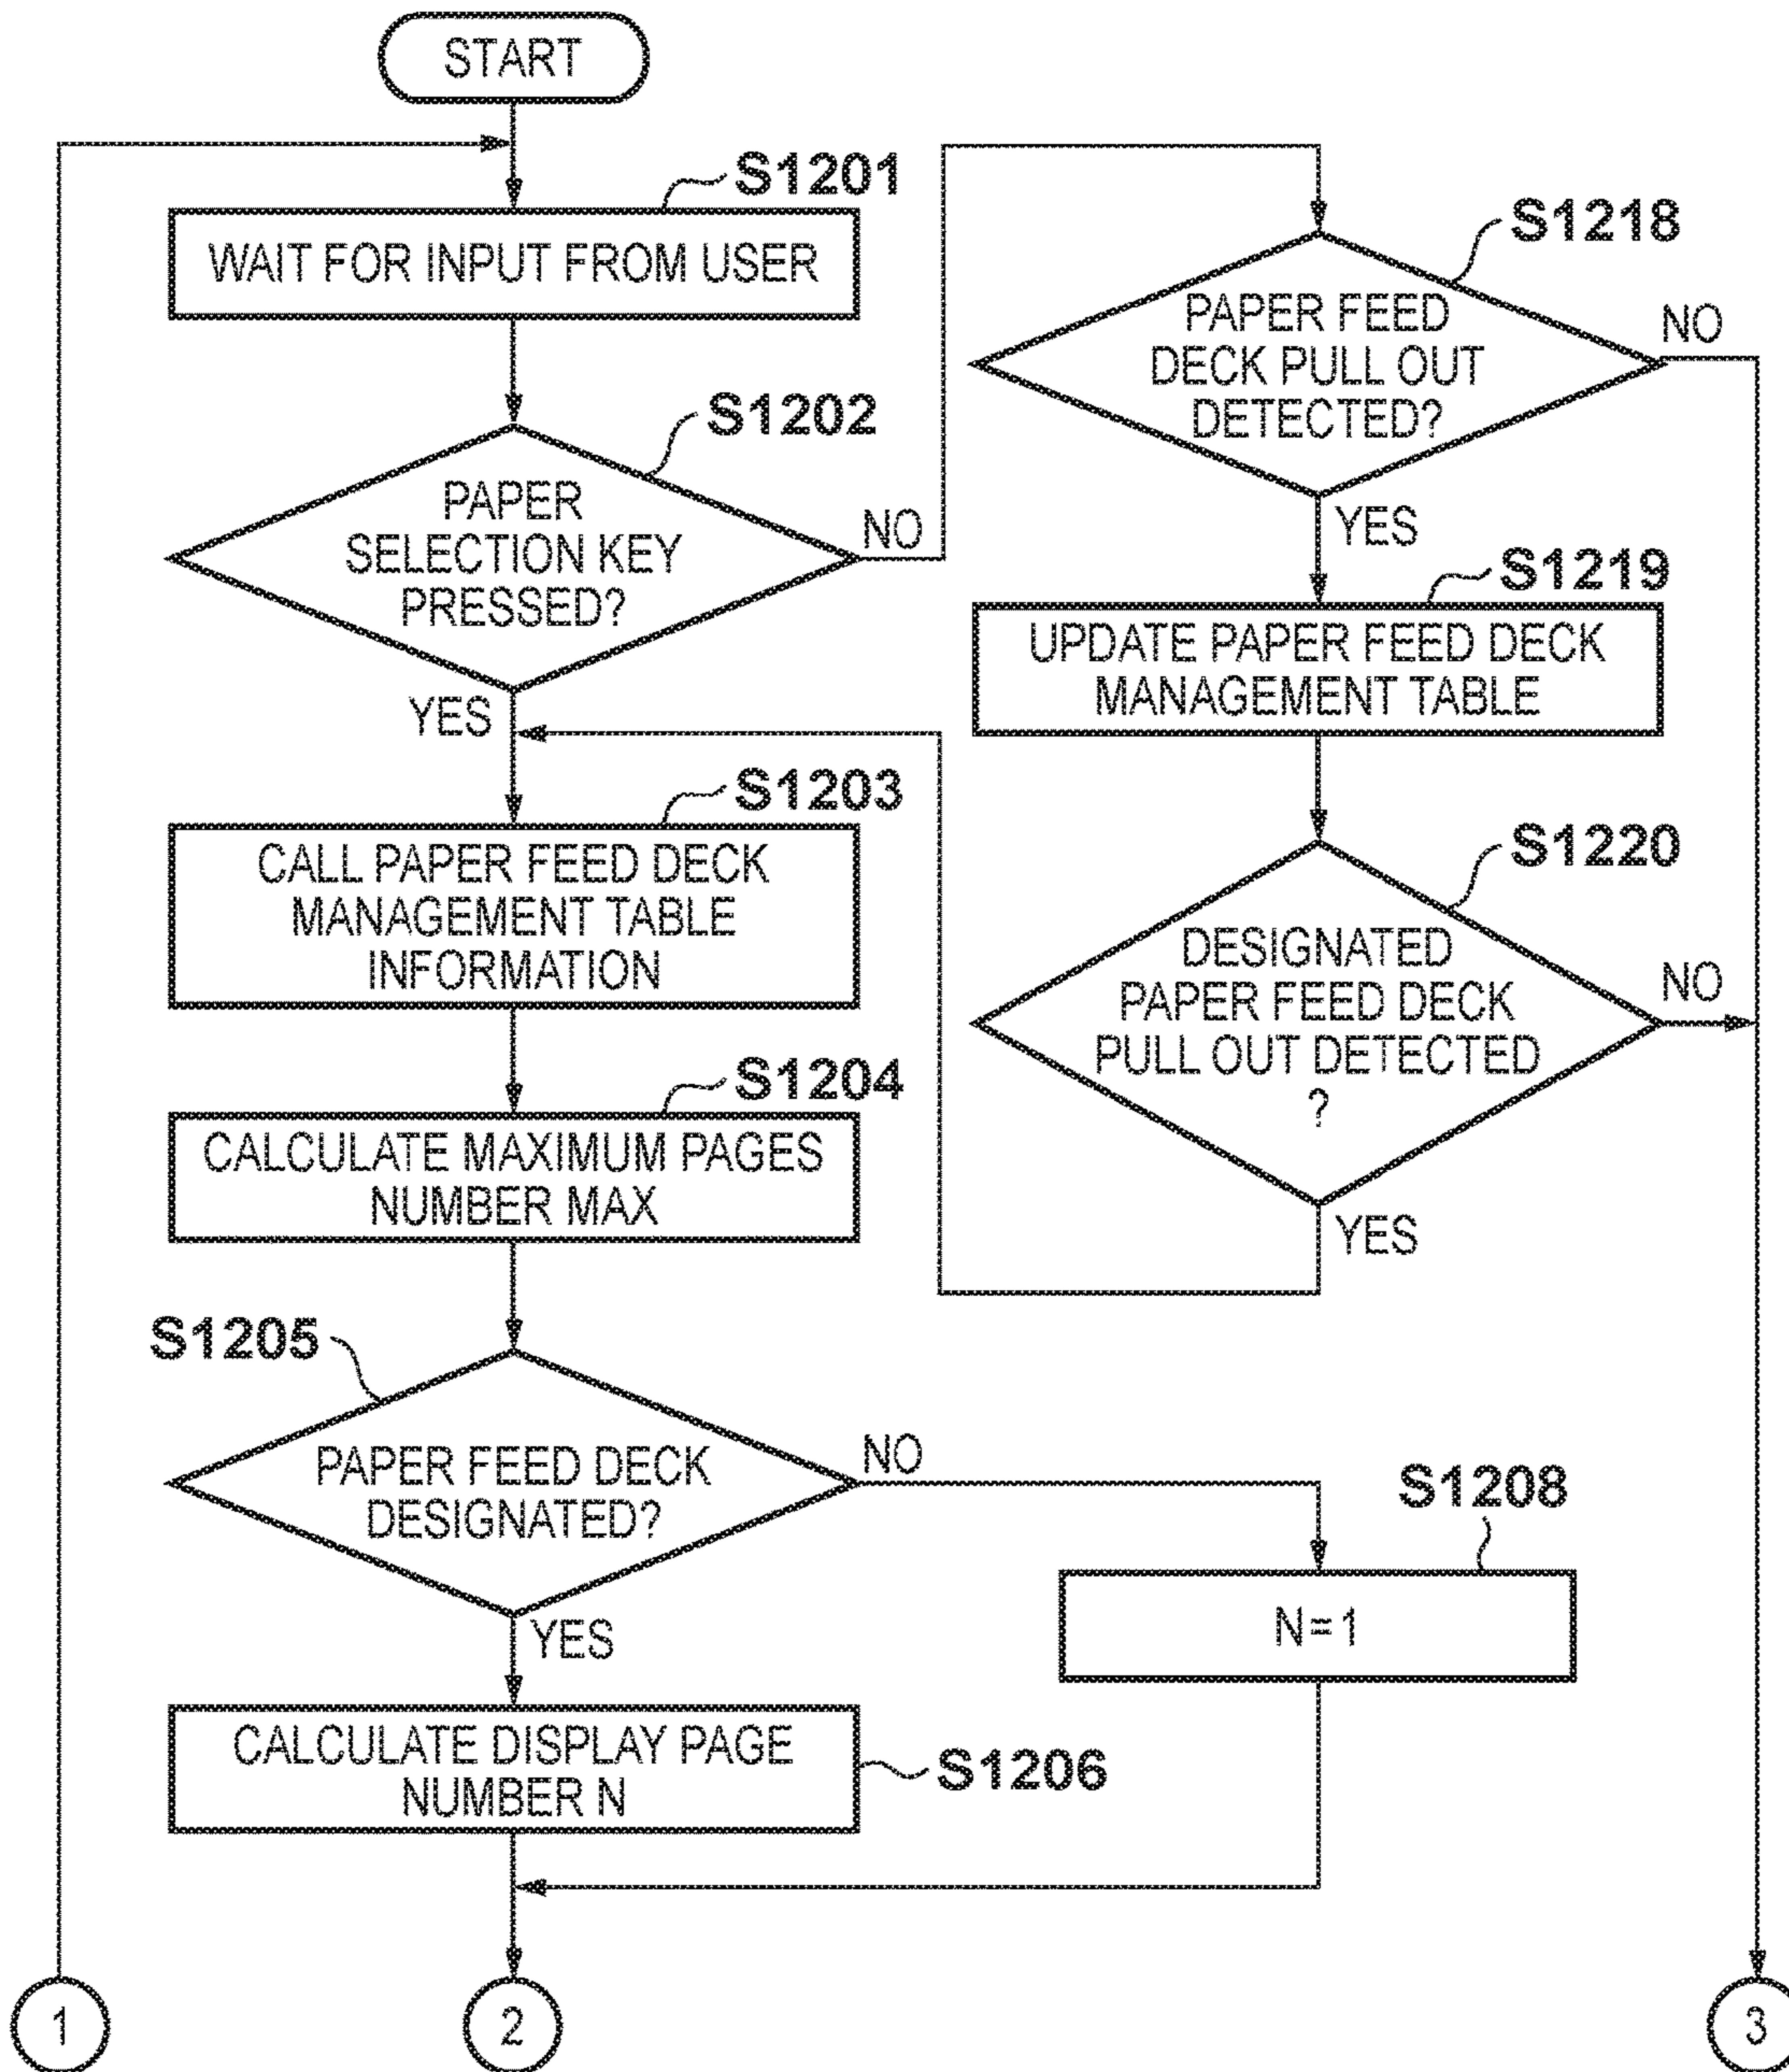 START
S1201
WAIT FOR INPUT FROM USER
S1202
PAPER
SELECTION KEY
PRESSED?
NO
YES
S1203
CALL PAPER FEED DECK
MANAGEMENT TABLE
INFORMATION
S1204
CALCULATE MAXIMUM PAGES
NUMBER MAX
S1205
PAPER FEED DECK
DESIGNATED?
NO
YES
S1206
CALCULATE DISPLAY PAGE
NUMBER N
S1208
N=1
S1218
PAPER FEED
DECK PULL OUT
DETECTED?
NO
YES
S1219
UPDATE PAPER FEED DECK
MANAGEMENT TABLE
S1220
DESIGNATED
PAPER FEED DECK
PULL OUT DETECTED
?
NO
YES
1
2
3